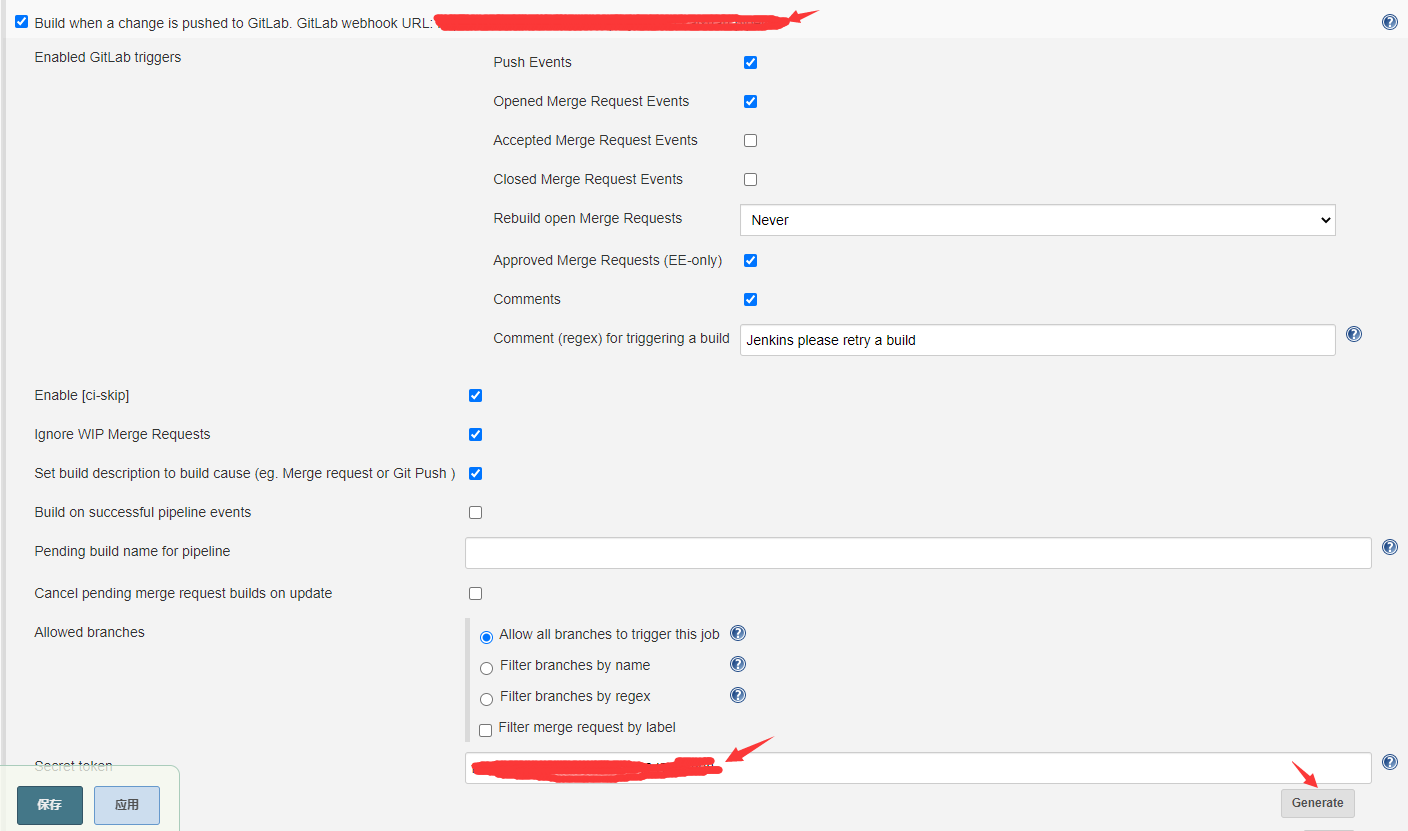 Build when a change is pushed to GitLab. GitLab webhook URL:
Enabled GitLab triggers
Push Events
Opened Merge Request Events
Accepted Merge Request Events
Closed Merge Request Events
Rebuild open Merge Requests
Never
Approved Merge Requests (EE-only)
Comments
Comment (regex) for triggering a build
Jenkins please retry a build
Enable [ci-skip]
Ignore WIP Merge Requests
Set build description to build cause (eg. Merge request or Git Push )
Build on successful pipeline events
Pending build name for pipeline
Cancel pending merge request builds on update
Allowed branches
Allow all branches to trigger this job
Filter branches by name
Filter branches by regex
Filter merge request by label
Secret token
Generate
保存
应用